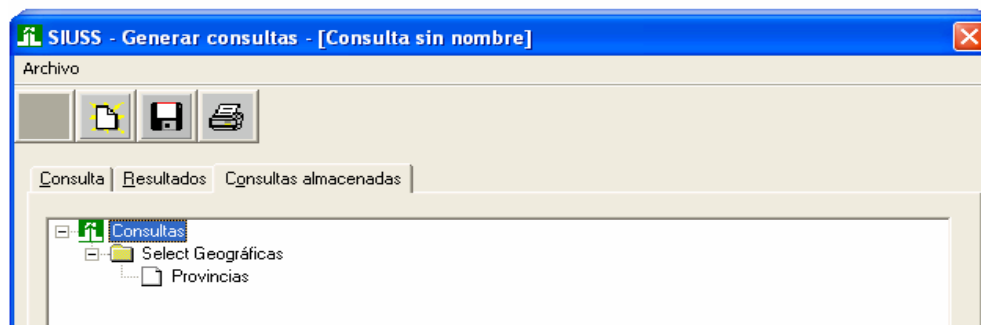 SIUSS - Generar consultas - [Consulta sin nombre]
Archivo
Consulta Resultados Consultas almacenadas
Consultas
Select Geográficas
Provincias